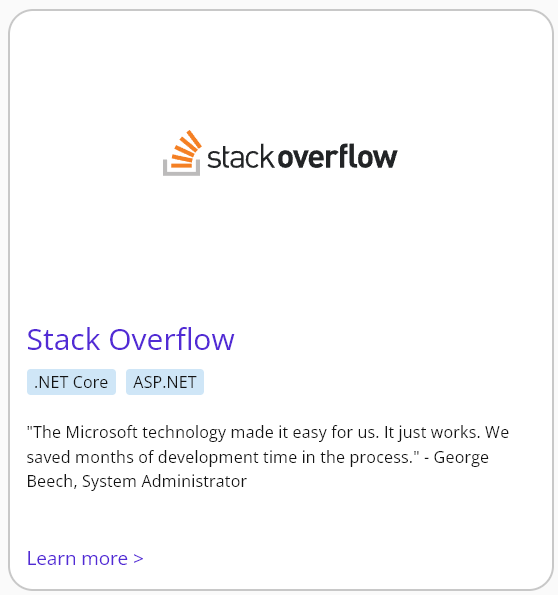 stackoverflow
Stack Overflow
.NET Core ASP.NET
"The Microsoft technology made it easy for us. It just works. We
saved months of development time in the process." - George
Beech, System Administrator
Learn more >